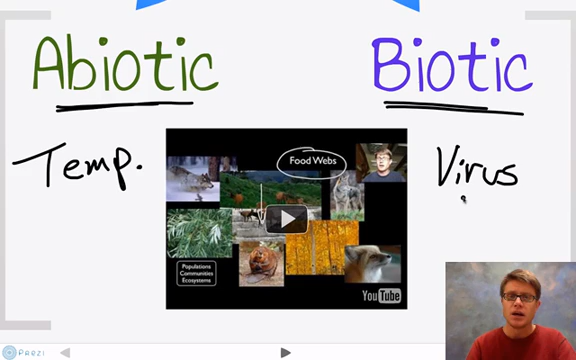 Abiotic
Biotic
Temp.
Virus
Food Webs
Populations
Communities
Ecosystems
YouTube
PREZI